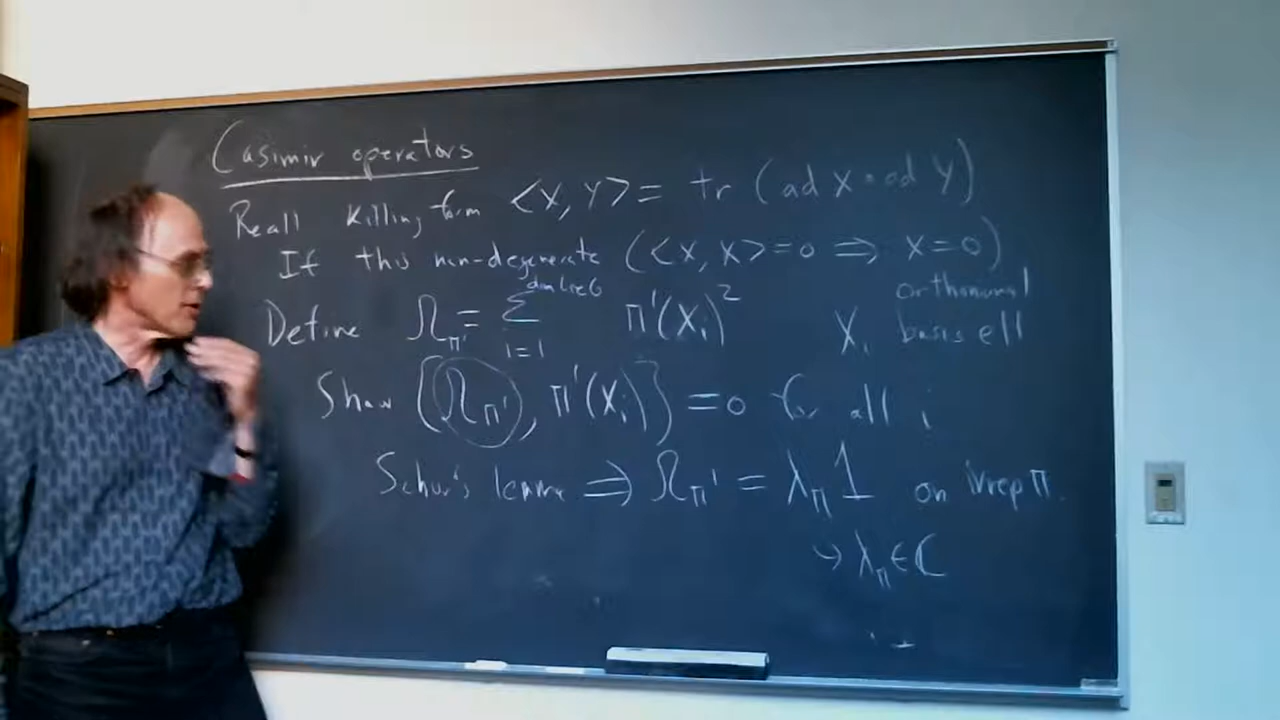 Casimir operators
Recall Killing form <X, Y> = tr (ad X ∘ ad Y)
If this non-degenerate (<X, X> = 0 ⟹ X = 0)
Define Ω_π' = Σ_{i=1}^{dim Lie G} π'(X_i)² X_i orthonormal basis
Show [Ω_π', π'(X_i)] = 0 for all i
Schur's lemma ⟹ Ω_π' = λ_π 1 on irrep π.
↪ λ_π ∈ ℂ